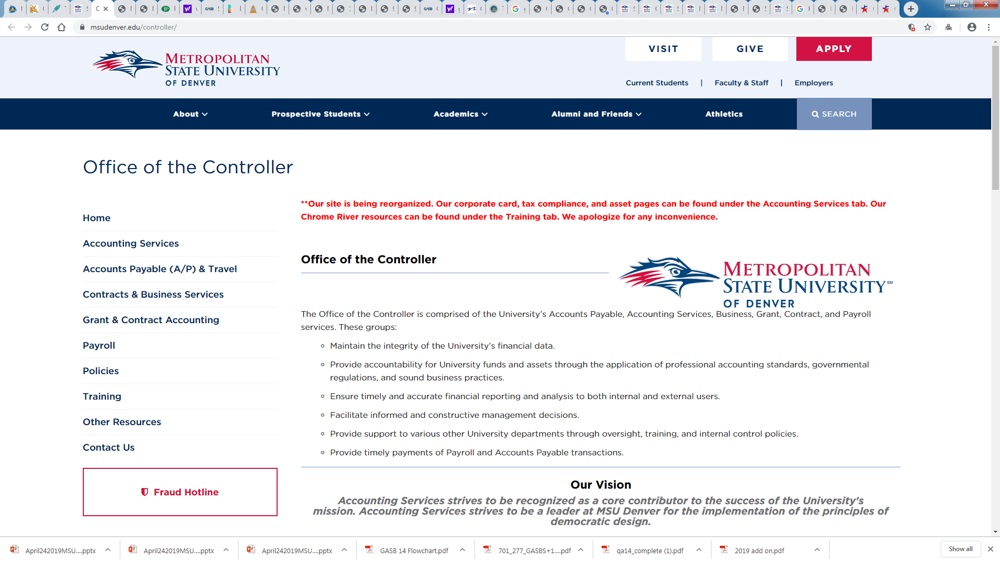 msudenver.edu/controller/
METROPOLITAN
STATE UNIVERSITY
OF DENVER
VISIT
GIVE
APPLY
Current Students | Faculty & Staff | Employers
About
Prospective Students
Academics
Alumni and Friends
Athletics
SEARCH
Office of the Controller
Home
Accounting Services
Accounts Payable (A/P) & Travel
Contracts & Business Services
Grant & Contract Accounting
Payroll
Policies
Training
Other Resources
Contact Us
Fraud Hotline
**Our site is being reorganized. Our corporate card, tax compliance, and asset pages can be found under the Accounting Services tab. Our
Chrome River resources can be found under the Training tab. We apologize for any inconvenience.
Office of the Controller
METROPOLITAN
STATE UNIVERSITY℠
OF DENVER
The Office of the Controller is comprised of the University’s Accounts Payable, Accounting Services, Business, Grant, Contract, and Payroll
services. These groups:
Maintain the integrity of the University’s financial data.
Provide accountability for University funds and assets through the application of professional accounting standards, governmental
regulations, and sound business practices.
Ensure timely and accurate financial reporting and analysis to both internal and external users.
Facilitate informed and constructive management decisions.
Provide support to various other University departments through oversight, training, and internal control policies.
Provide timely payments of Payroll and Accounts Payable transactions.
Our Vision
Accounting Services strives to be recognized as a core contributor to the success of the University's
mission. Accounting Services strives to be a leader at MSU Denver for the implementation of the principles of
democratic design.
April242019MSU....pptx
April242019MSU....pptx
April242019MSU....pptx
GASB 14 Flowchart.pdf
701_277_GASBS+1....pdf
qa14_complete (1).pdf
2019 add on.pdf
Show all